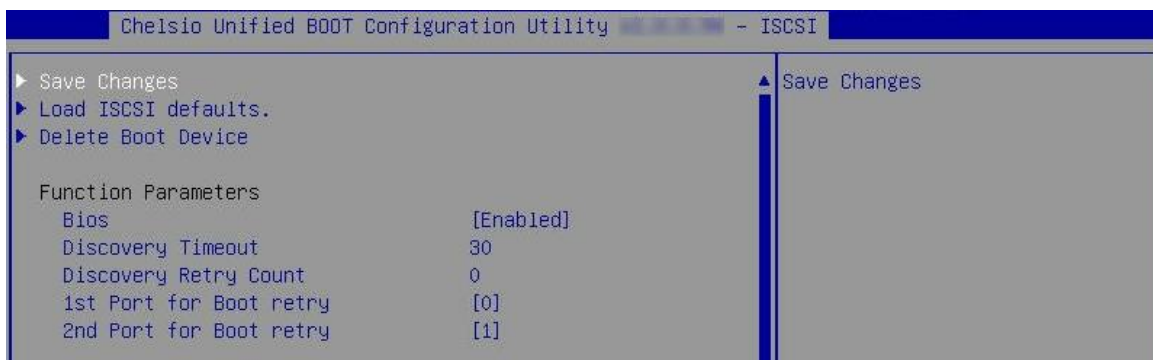 Chelsio Unified BOOT Configuration Utility - ISCSI
Save Changes
Load ISCSI defaults.
Delete Boot Device
Function Parameters
Bios [Enabled]
Discovery Timeout 30
Discovery Retry Count 0
1st Port for Boot retry [0]
2nd Port for Boot retry [1]
Save Changes